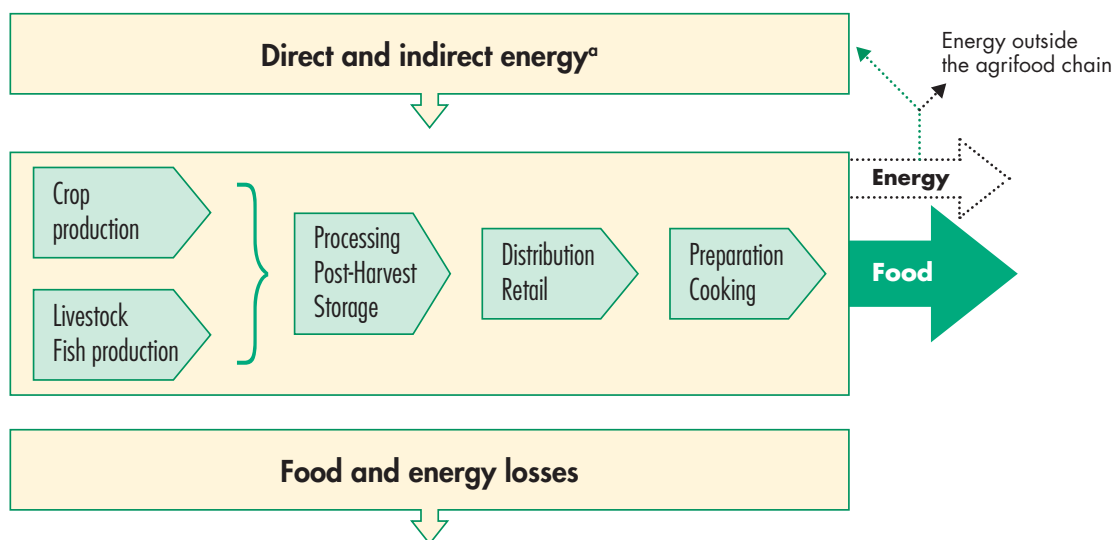 Direct and indirect energyª
Energy outside
the agrifood chain
Crop
production
Livestock
Fish production
Processing
Post-Harvest
Storage
Distribution
Retail
Preparation
Cooking
Energy
Food
Food and energy losses